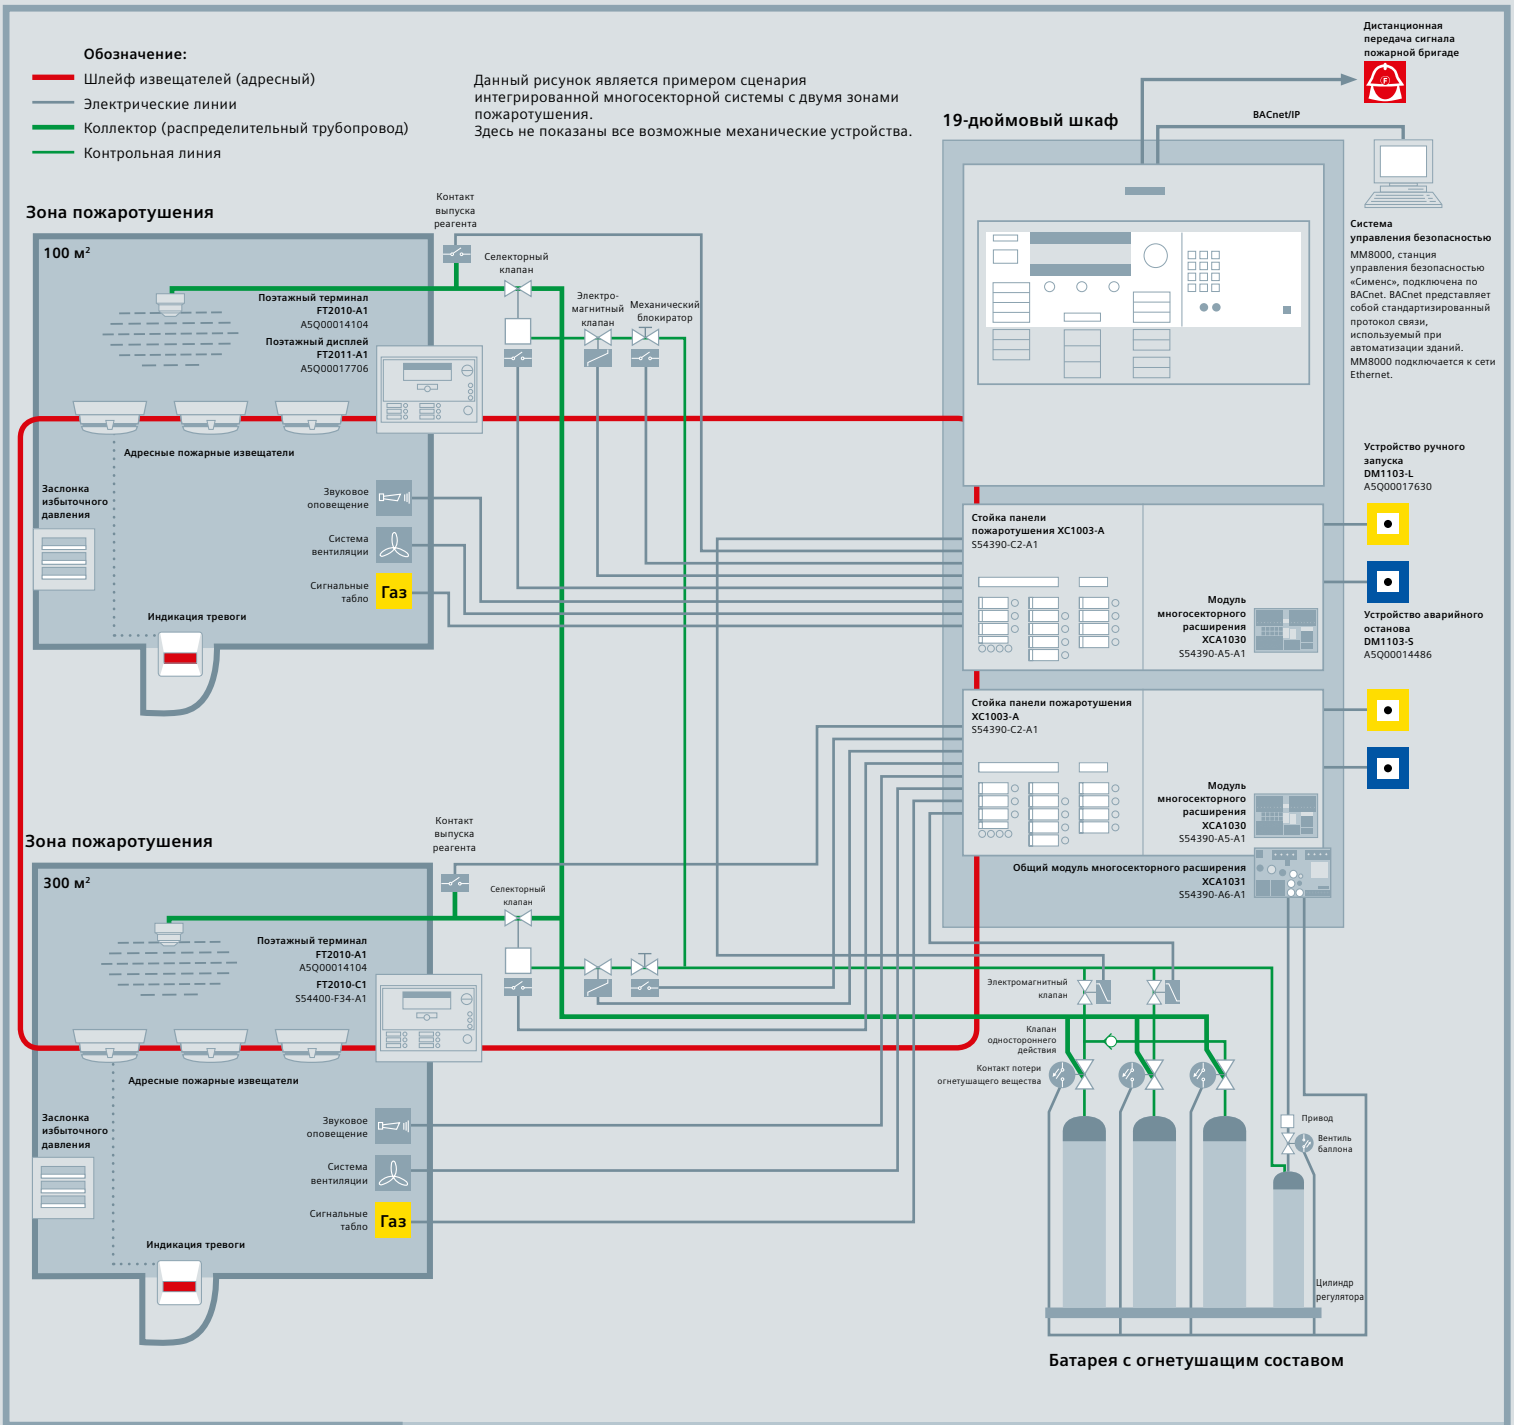 Обозначение:
Шлейф извещателей (адресный)
Электрические линии
Коллектор (распределительный трубопровод)
Контрольная линия
Данный рисунок является примером сценария
интегрированной многосекторной системы с двумя зонами
пожаротушения.
Здесь не показаны все возможные механические устройства.
Дистанционная
передача сигнала
пожарной бригаде
F
19-дюймовый шкаф
BACnet/IP
Система
управления безопасностью
MM8000, станция
управления безопасностью
«Сименс», подключена по
BACnet. BACnet представляет
собой стандартизированный
протокол связи,
используемый при
автоматизации зданий.
MM8000 подключается к сети
Ethernet.
Зона пожаротушения
100 м²
Контакт
выпуска
реагента
Селекторный
клапан
Электро-
магнитный
клапан
Механический
блокиратор
Поэтажный терминал
FT2010-A1
A5Q00014104
Поэтажный дисплей
FT2011-A1
A5Q00017706
Адресные пожарные извещатели
Заслонка
избыточного
давления
Звуковое
оповещение
Система
вентиляции
Сигнальные
табло
Газ
Индикация тревоги
Стойка панели
пожаротушения XC1003-A
S54390-C2-A1
Модуль
многосекторного
расширения
XCA1030
S54390-A5-A1
Устройство ручного
запуска
DM1103-L
A5Q00017630
Устройство аварийного
останова
DM1103-S
A5Q00014486
Стойка панели пожаротушения
XC1003-A
S54390-C2-A1
Модуль
многосекторного
расширения
XCA1030
S54390-A5-A1
Общий модуль многосекторного расширения
XCA1031
S54390-A6-A1
Зона пожаротушения
300 м²
Контакт
выпуска
реагента
Селекторный
клапан
Поэтажный терминал
FT2010-A1
A5Q00014104
FT2010-C1
S54400-F34-A1
Адресные пожарные извещатели
Заслонка
избыточного
давления
Звуковое
оповещение
Система
вентиляции
Сигнальные
табло
Газ
Индикация тревоги
Электромагнитный
клапан
Клапан
одностороннего
действия
Контакт потери
огнетушащего вещества
Привод
Вентиль
баллона
Цилиндр
регулятора
Батарея с огнетушащим составом